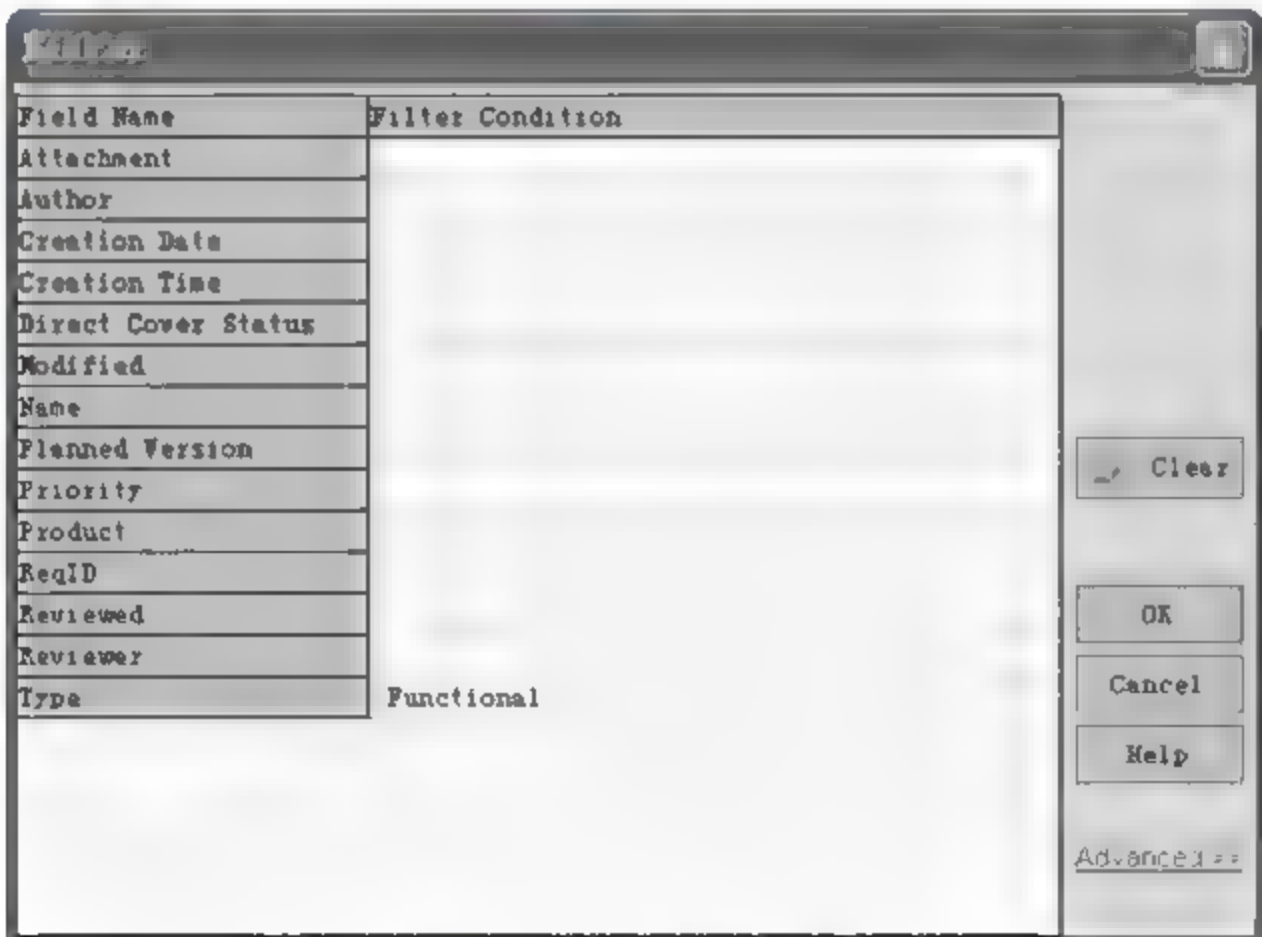 Field Name Filter Condition
Attachment
Author
Creation Date
Creation Time
Direct Cover Status
Modified
Name
Planned Version
Priority
Product
ReqID
Reviewed
Reviewer
Type Functional
Clear
OK
Cancel
Help
Advanced >>